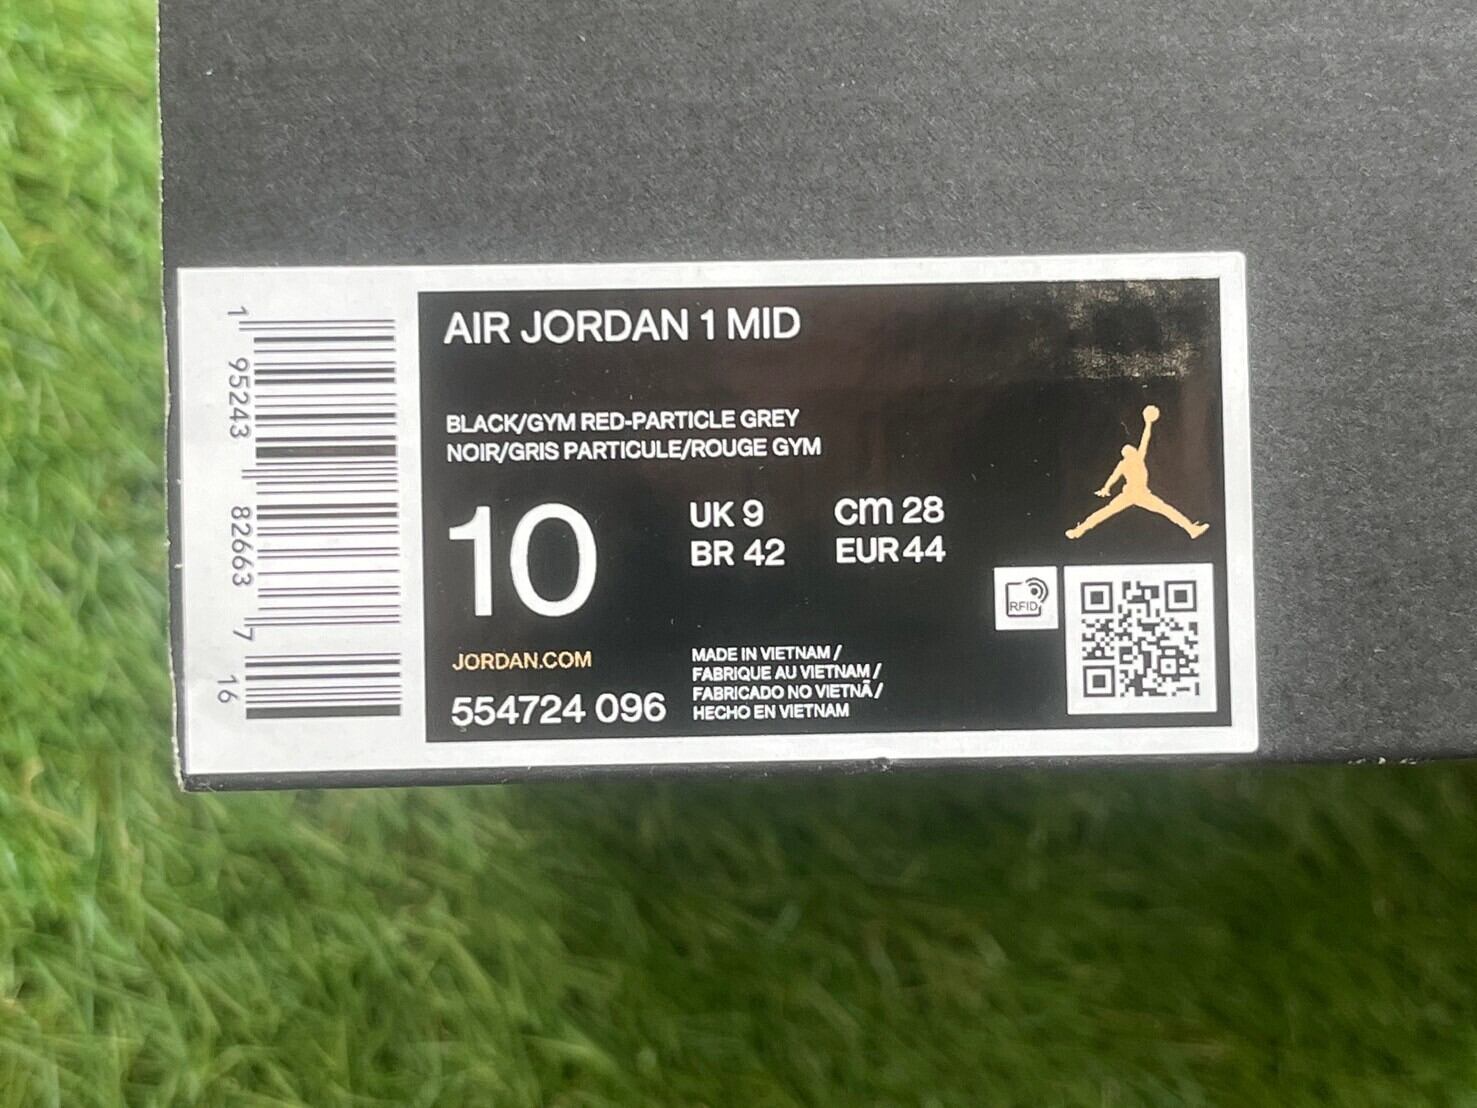 1 95243 82663 7 16
AIR JORDAN 1 MID
BLACK/GYM RED-PARTICLE GREY
NOIR/GRIS PARTICULE/ROUGE GYM
10
UK 9
cm 28
BR 42
EUR 44
RFID
JORDAN.COM
554724 096
MADE IN VIETNAM /
FABRIQUE AU VIETNAM /
FABRICADO NO VIETNÃ /
HECHO EN VIETNAM